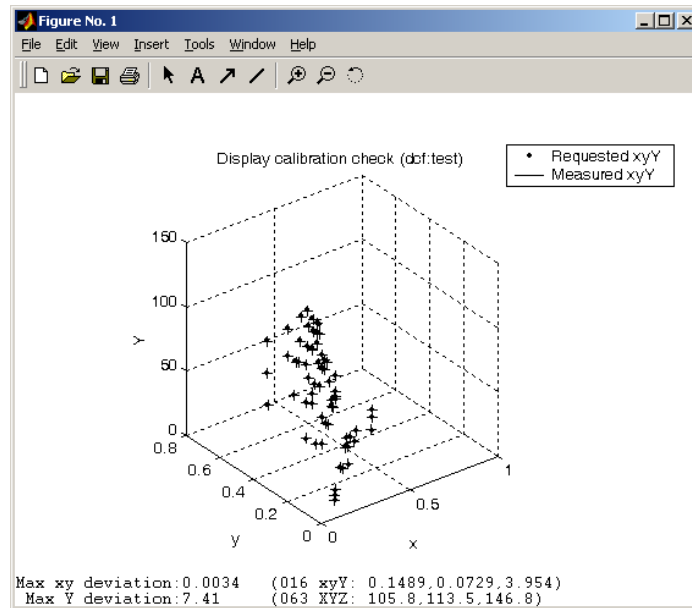 Figure No. 1
File Edit View Insert Tools Window Help
A
Display calibration check (dcf:test)
Requested xyY
Measured xyY
150
100
50
0
Y
0.8
0.6
0.4
0.2
0
y
0
0.5
1
x
Max xy deviation:0.0034 (016 xyY: 0.1489,0.0729,3.954)
Max Y deviation:7.41 (063 XYZ: 105.8,113.5,146.8)